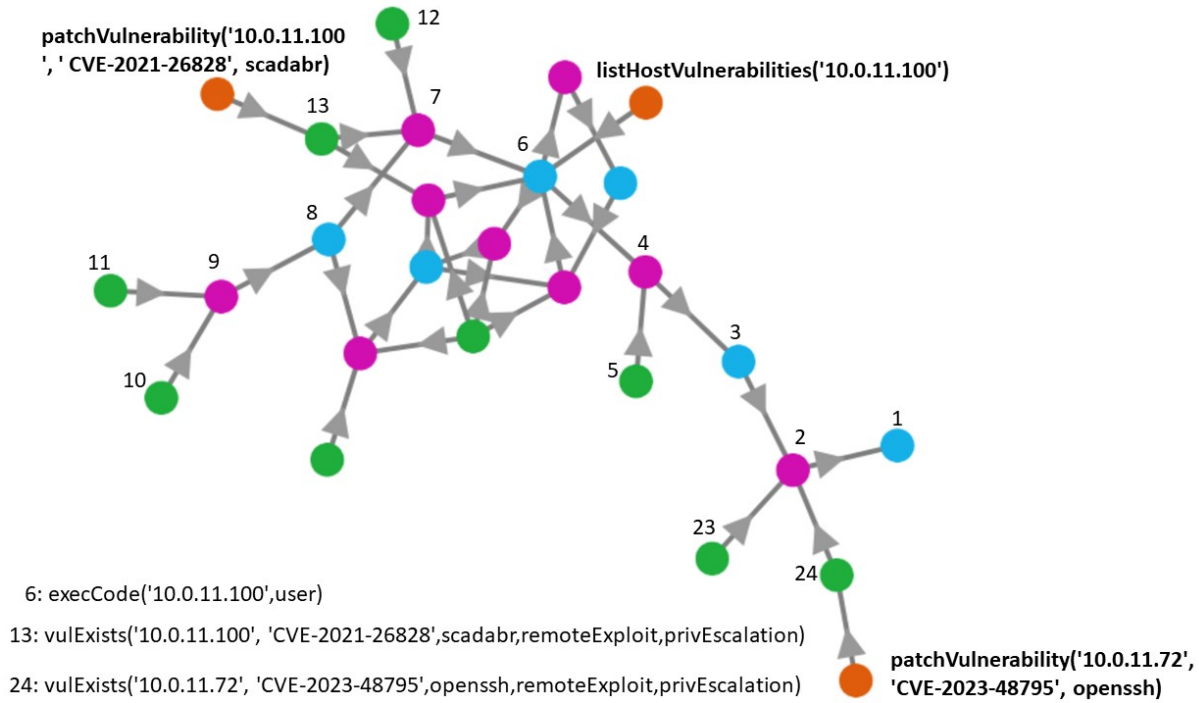 12
patchVulnerability('10.0.11.100
', ' CVE-2021-26828', scadabr)
listHostVulnerabilities('10.0.11.100')
13
7
6
8
4
11
9
3
10
5
1
2
23
24
6: execCode('10.0.11.100',user)
13: vulExists('10.0.11.100', 'CVE-2021-26828',scadabr,remoteExploit,privEscalation)
24: vulExists('10.0.11.72', 'CVE-2023-48795',openssh,remoteExploit,privEscalation)
patchVulnerability('10.0.11.72',
'CVE-2023-48795', openssh)